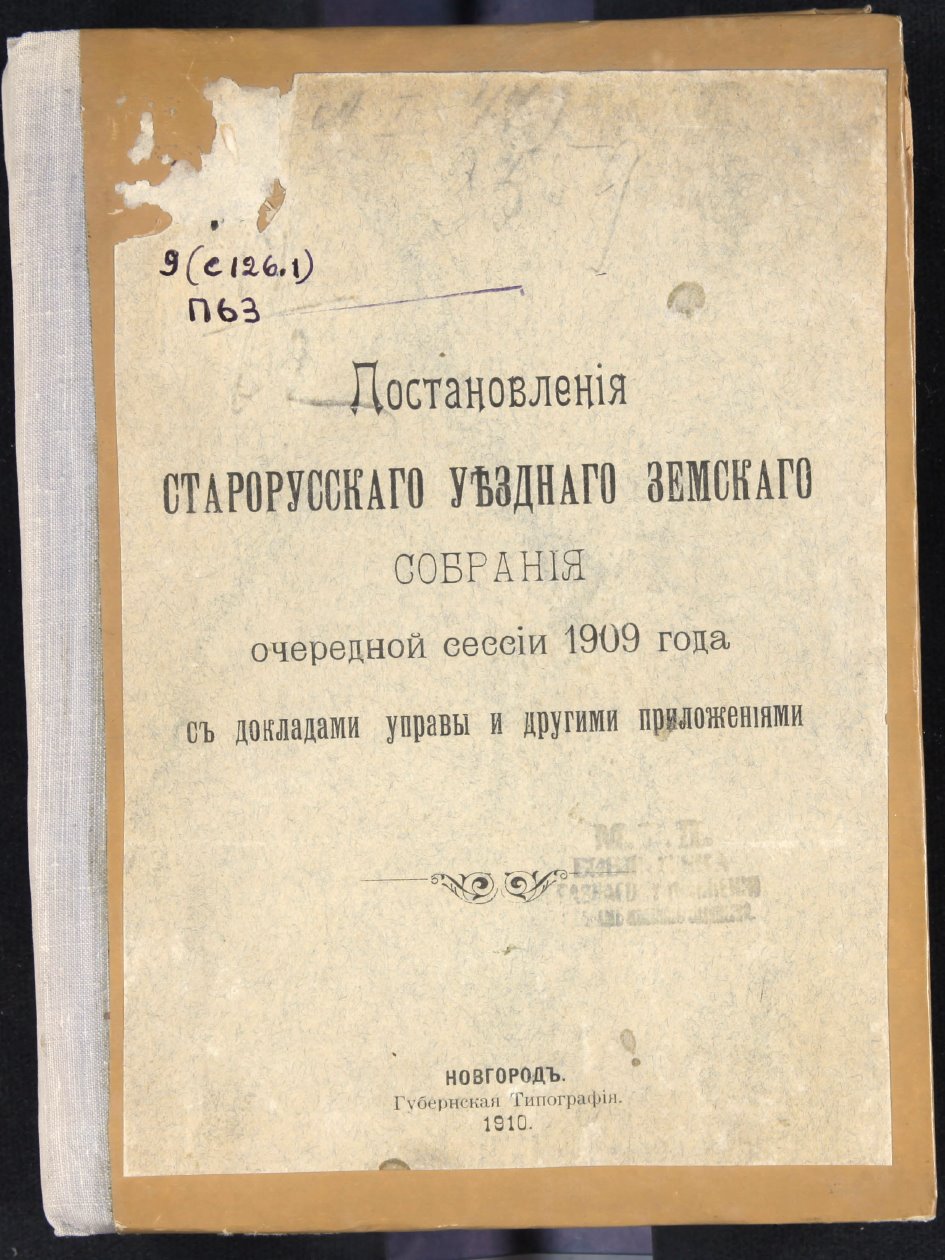 9(с126.1)
П63
Постановленія
СТАРОРУССКАГО УѢЗДНАГО ЗЕМСКАГО
СОБРАНІЯ
очередной сессіи 1909 года
съ докладами управы и другими приложеніями
НОВГОРОДЪ.
Губернская Типографія.
1910.